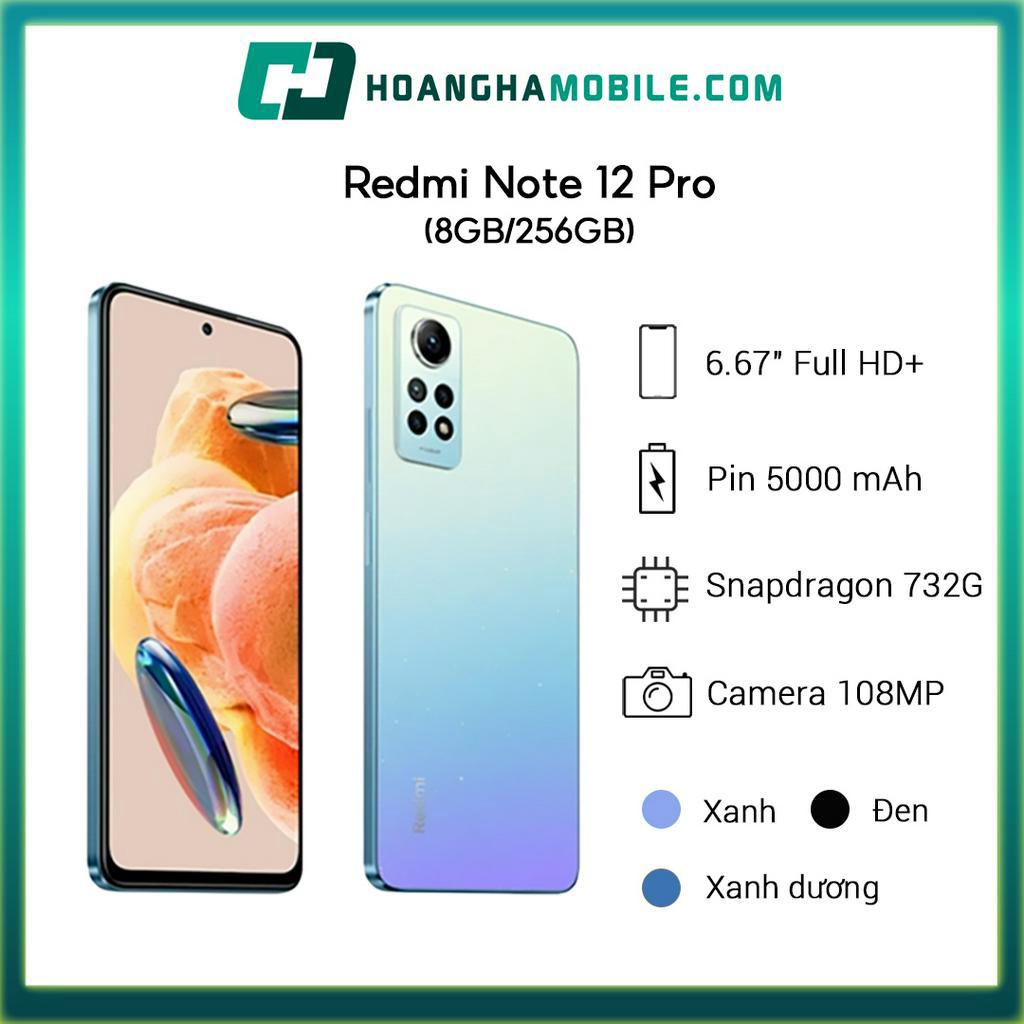 HOANGHAMOBILE.COM
Redmi Note 12 Pro
(8GB/256GB)
6.67" Full HD+
Pin 5000 mAh
Snapdragon 732G
Camera 108MP
Xanh Đen
Xanh dương
Redmi